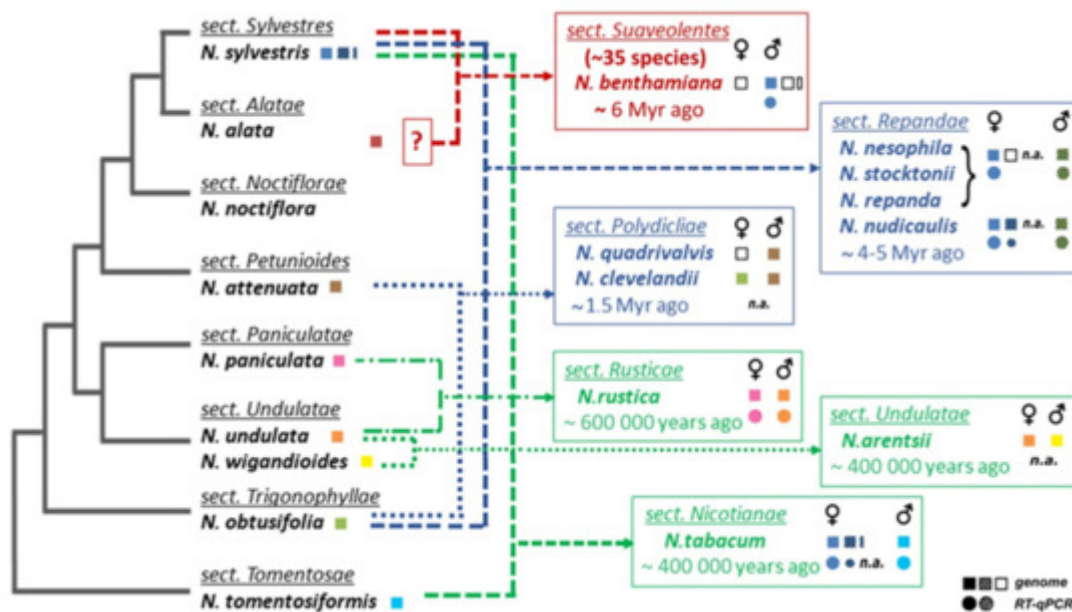 sect. Sylvestres
N. sylvestris
sect. Alatae
N. alata
?
sect. Noctiflorae
N. noctiflora
sect. Petunioides
N. attenuata
sect. Paniculatae
N. paniculata
sect. Undulatae
N. undulata
N. wigandioides
sect. Trigonophyllae
N. obtusifolia
sect. Tomentosae
N. tomentosiformis
sect. Suaveolentes ♀ ♂
(~35 species)
N. benthamiana
~ 6 Myr ago
sect. Repandae ♀ ♂
N. nesophila n.a.
N. stocktonii
N. repanda
N. nudicaulis n.a.
~ 4-5 Myr ago
sect. Polydicliae ♀ ♂
N. quadrivalvis
N. clevelandii
~1.5 Myr ago n.a.
sect. Rusticae ♀ ♂
N.rustica
~ 600 000 years ago
sect. Undulatae ♀ ♂
N.arentsii
~ 400 000 years ago n.a.
sect. Nicotianae ♀ ♂
N.tabacum
~ 400 000 years ago n.a.
genome
RT-qPCR